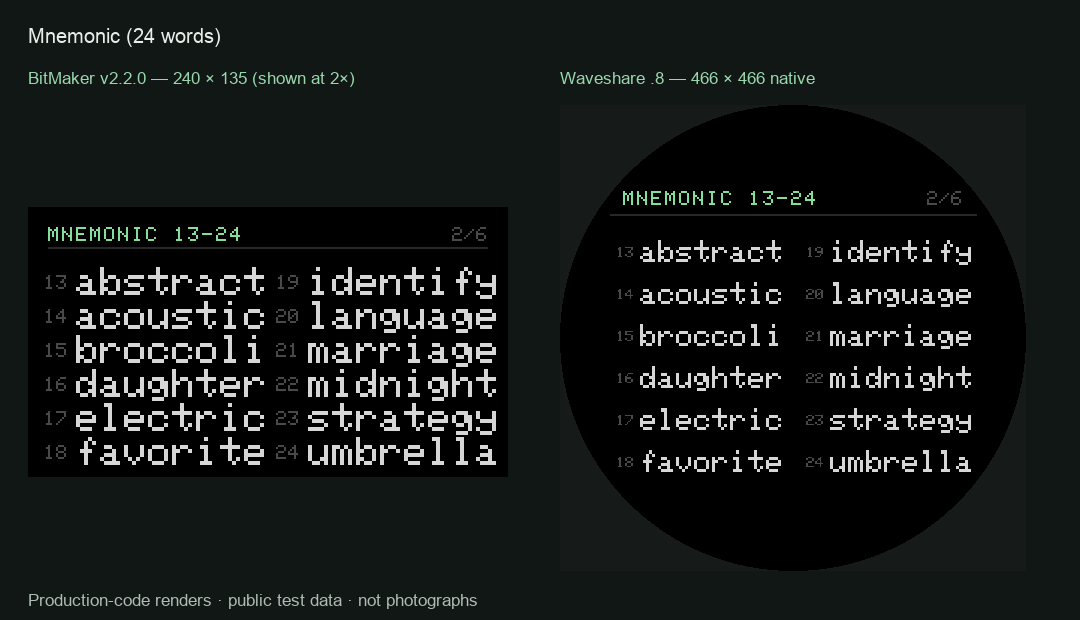 Mnemonic (24 words)
BitMaker v2.2.0 — 240 × 135 (shown at 2×)
MNEMONIC 13-24 2/6
13 abstract 19 identify
14 acoustic 20 language
15 broccoli 21 marriage
16 daughter 22 midnight
17 electric 23 strategy
18 favorite 24 umbrella
Waveshare .8 — 466 × 466 native
MNEMONIC 13-24 2/6
13 abstract 19 identify
14 acoustic 20 language
15 broccoli 21 marriage
16 daughter 22 midnight
17 electric 23 strategy
18 favorite 24 umbrella
Production-code renders · public test data · not photographs